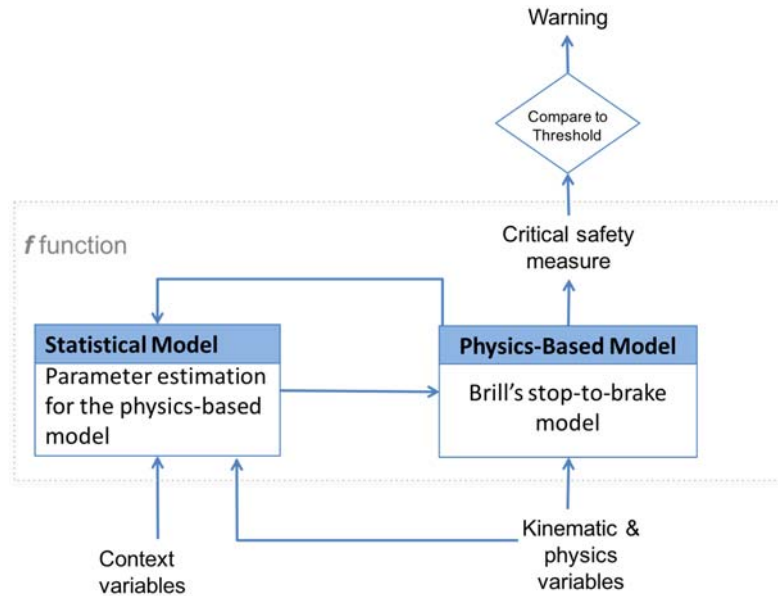 Warning
Compare to
Threshold
f function
Critical safety
measure
Statistical Model
Parameter estimation
for the physics-based
model
Physics-Based Model
Brill's stop-to-brake
model
Context
variables
Kinematic &
physics
variables